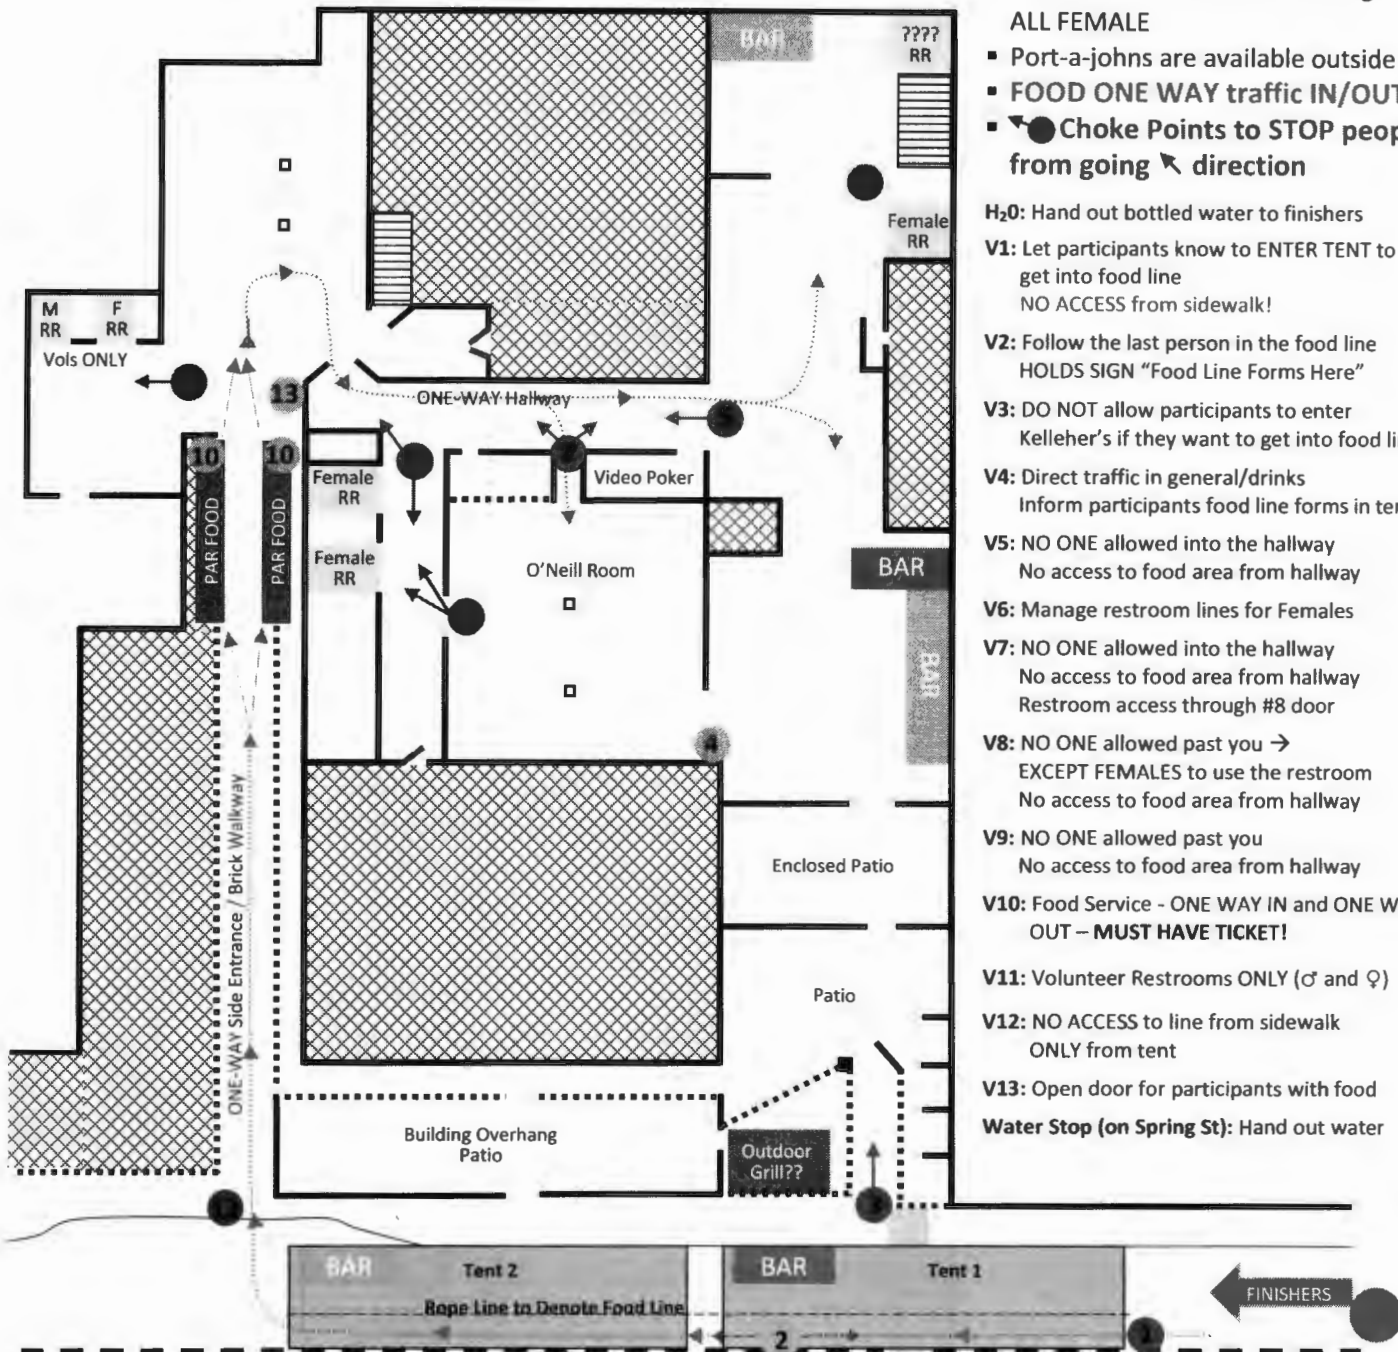 ALL FEMALE
▪ Port-a-johns are available outside
▪ FOOD ONE WAY traffic IN/OUT
▪ Choke Points to STOP
from going ↖ direction
H₂0: Hand out bottled water to finishers
V1: Let participants know to ENTER TENT to
get into food line
NO ACCESS from sidewalk!
V2: Follow the last person in the food line
HOLDS SIGN “Food Line Forms Here”
V3: DO NOT allow participants to enter
Kelleher’s if they want to get into food
V4: Direct traffic in general/drinks
Inform participants food line forms in
V5: NO ONE allowed into the hallway
No access to food area from hallway
V6: Manage restroom lines for Females
V7: NO ONE allowed into the hallway
No access to food area from hallway
Restroom access through #8 door
V8: NO ONE allowed past you →
EXCEPT FEMALES to use the restroom
No access to food area from hallway
V9: NO ONE allowed past you
No access to food area from hallway
V10: Food Service - ONE WAY IN and ONE
OUT – MUST HAVE TICKET!
V11: Volunteer Restrooms ONLY (♂ and ♀)
V12: NO ACCESS to line from sidewalk
ONLY from tent
V13: Open door for participants with food
Water Stop (on Spring St): Hand out water
BAR
????
RR
Female
RR
M
RR
F
RR
Vols ONLY
13
ONE-WAY Hallway
10
10
PAR FOOD
PAR FOOD
Female
RR
Female
RR
Video Poker
O’Neill Room
BAR
BAR
4
ONE-WAY Side Entrance / Brick Walkway
Enclosed Patio
Patio
Building Overhang
Patio
Outdoor
Grill??
3
BAR
Tent 2
BAR
Tent 1
Rope Line to Denote Food Line
2
1
FINISHERS